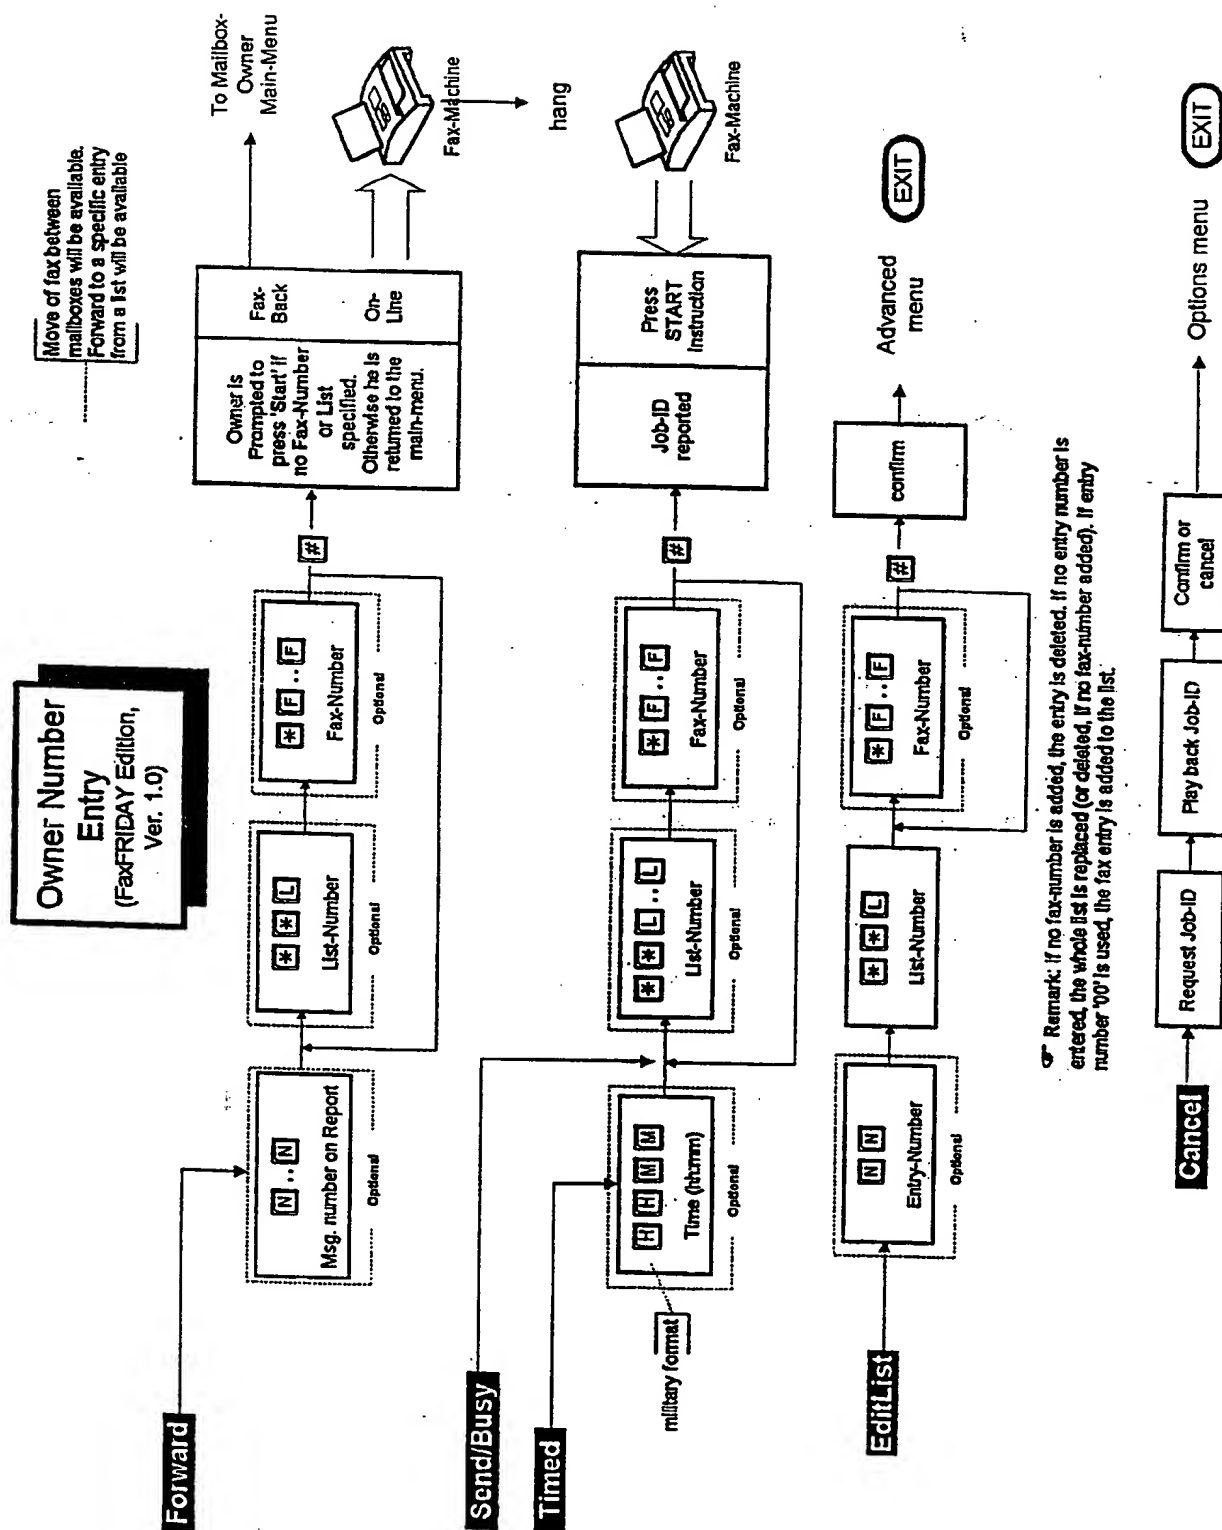 Owner Number
Entry
(FaxFRIDAY Edition,
Ver. 1.0)
Move of fax between
mailboxes will be available.
Forward to a specific entry
from a list will be available
Forward
N .. N
Msg. number on Report
Optional
* * L
List-Number
Optional
* F .. F
Fax-Number
Optional
#
Owner is
Prompted to
press 'Start' if
no Fax-Number
or List
specified.
Otherwise he is
returned to the
main-menu.
Fax-
Back
On-
Line
To Mailbox-
Owner
Main-Menu
Fax-Machine
hang
Send/Busy
Timed
H H M M
Time (hhmm)
Optional
military format
* * L .. L
List-Number
Optional
* F .. F
Fax-Number
Optional
#
Job-ID
reported
Press
START
Instruction
Fax-Machine
EditList
N N
Entry-Number
Optional
* * L
List-Number
* F .. F
Fax-Number
Optional
#
confirm
Advanced
menu
EXIT
☞ Remark: If no fax-number is added, the entry is deleted. If no entry number is
entered, the whole list is replaced (or deleted, if no fax-number added). If entry
number '00' is used, the fax entry is added to the list.
Cancel
Request Job-ID
Play back Job-ID
Confirm or
cancel
Options menu
EXIT